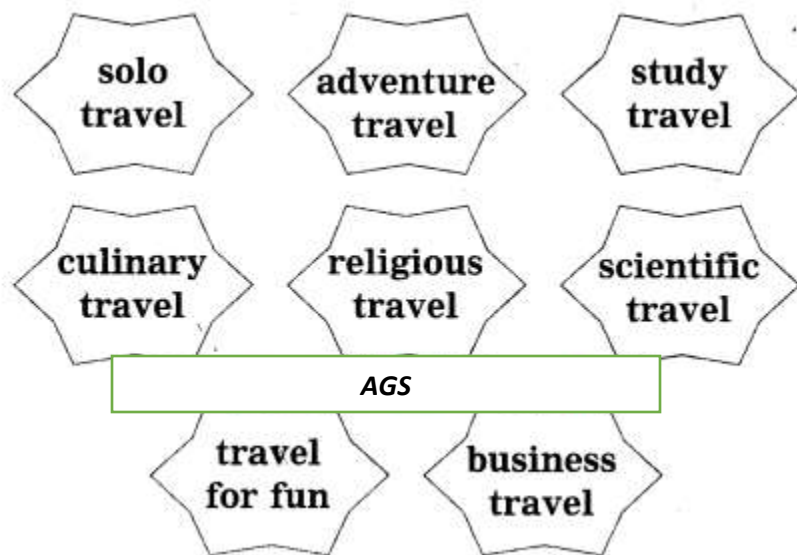 solo
travel
adventure
travel
study
travel
culinary
travel
religious
travel
scientific
travel
AGS
travel
for fun
business
travel